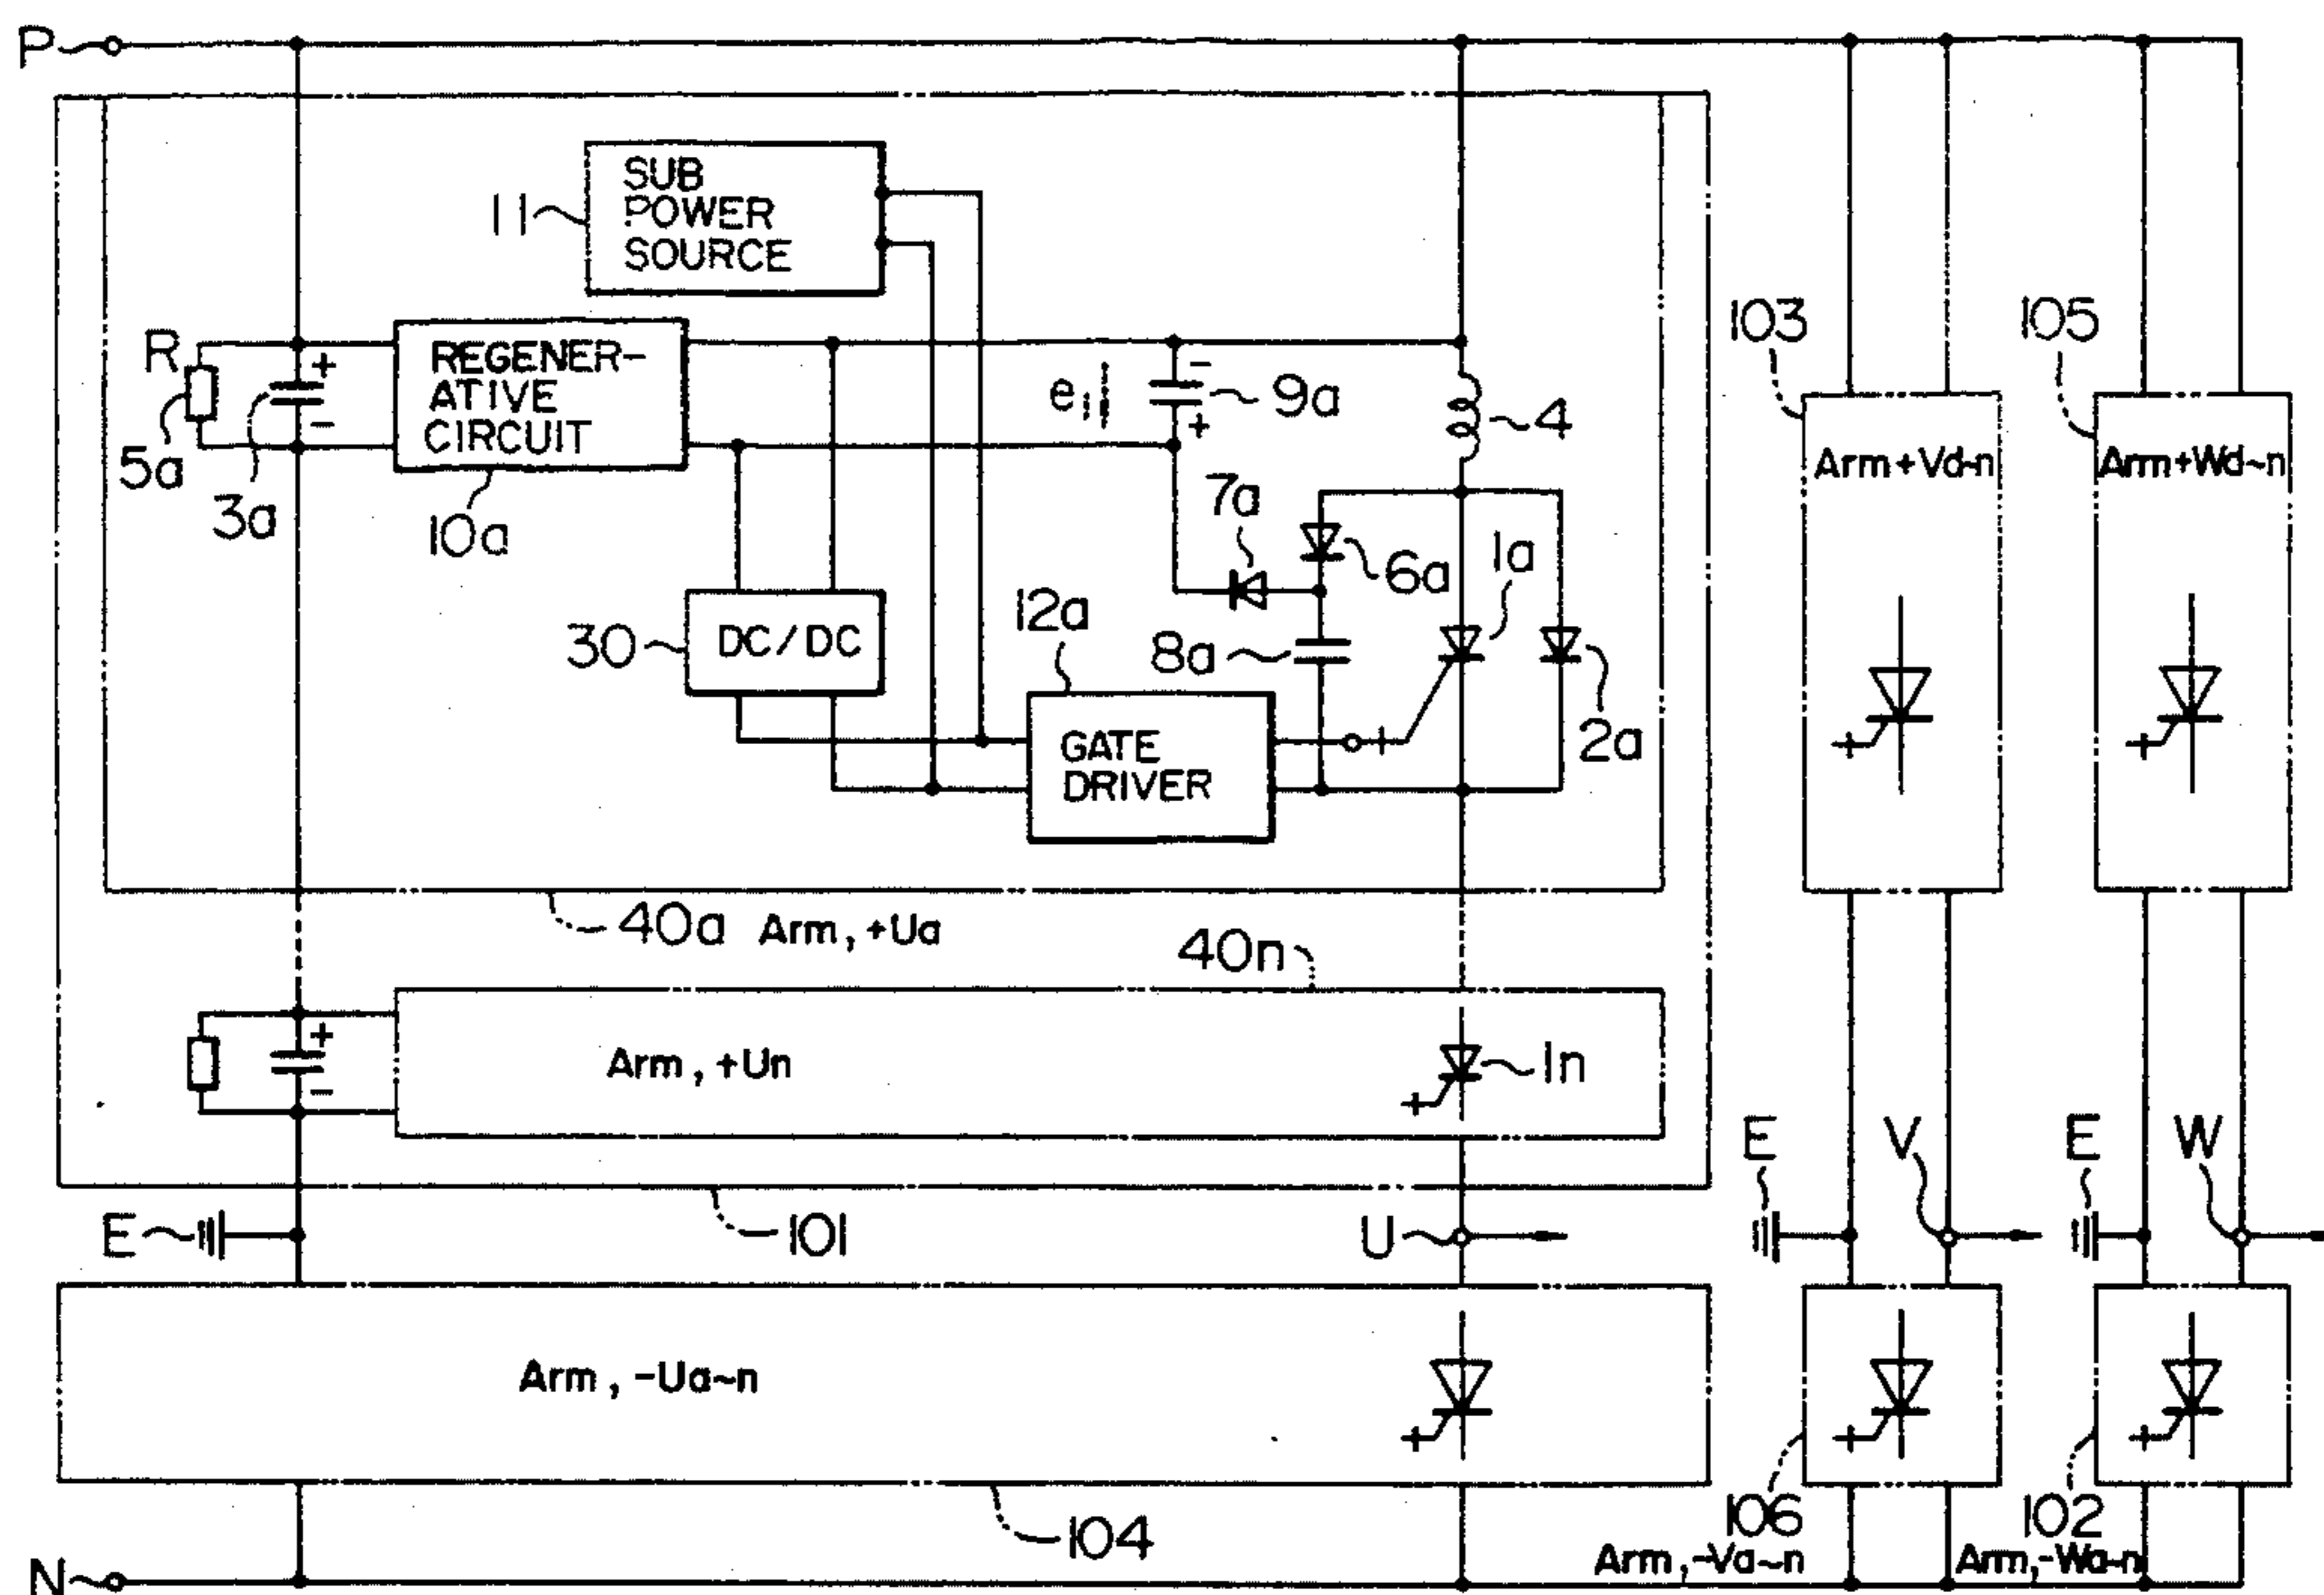 P
SUB
POWER
SOURCE
11
R
5a
+
-
3a
REGENER-
ATIVE
CIRCUIT
10a
e11
-
+
9a
4
103
105
Arm+Vd~n
Arm+Wd~n
7a
6a
1a
2a
30
DC/DC
12a
8a
GATE
DRIVER
40a Arm, +Ua
40n
+
-
Arm, +Un
1n
E
101
U
E
V
E
W
Arm, -Ua~n
104
106
102
Arm,-Va~n
Arm,-Wa~n
N